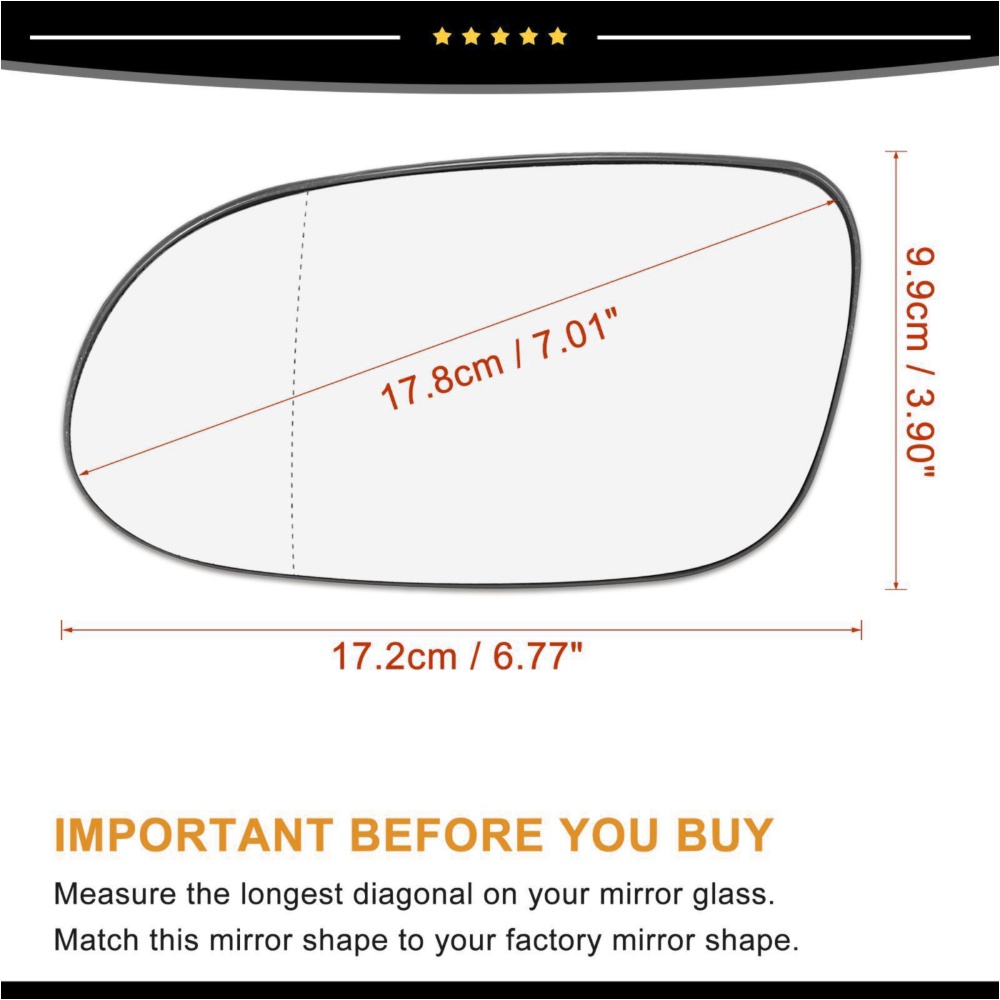 9.9cm / 3.90"
17.8cm / 7.01"
17.2cm / 6.77"
IMPORTANT BEFORE YOU BUY
Measure the longest diagonal on your mirror glass.
Match this mirror shape to your factory mirror shape.